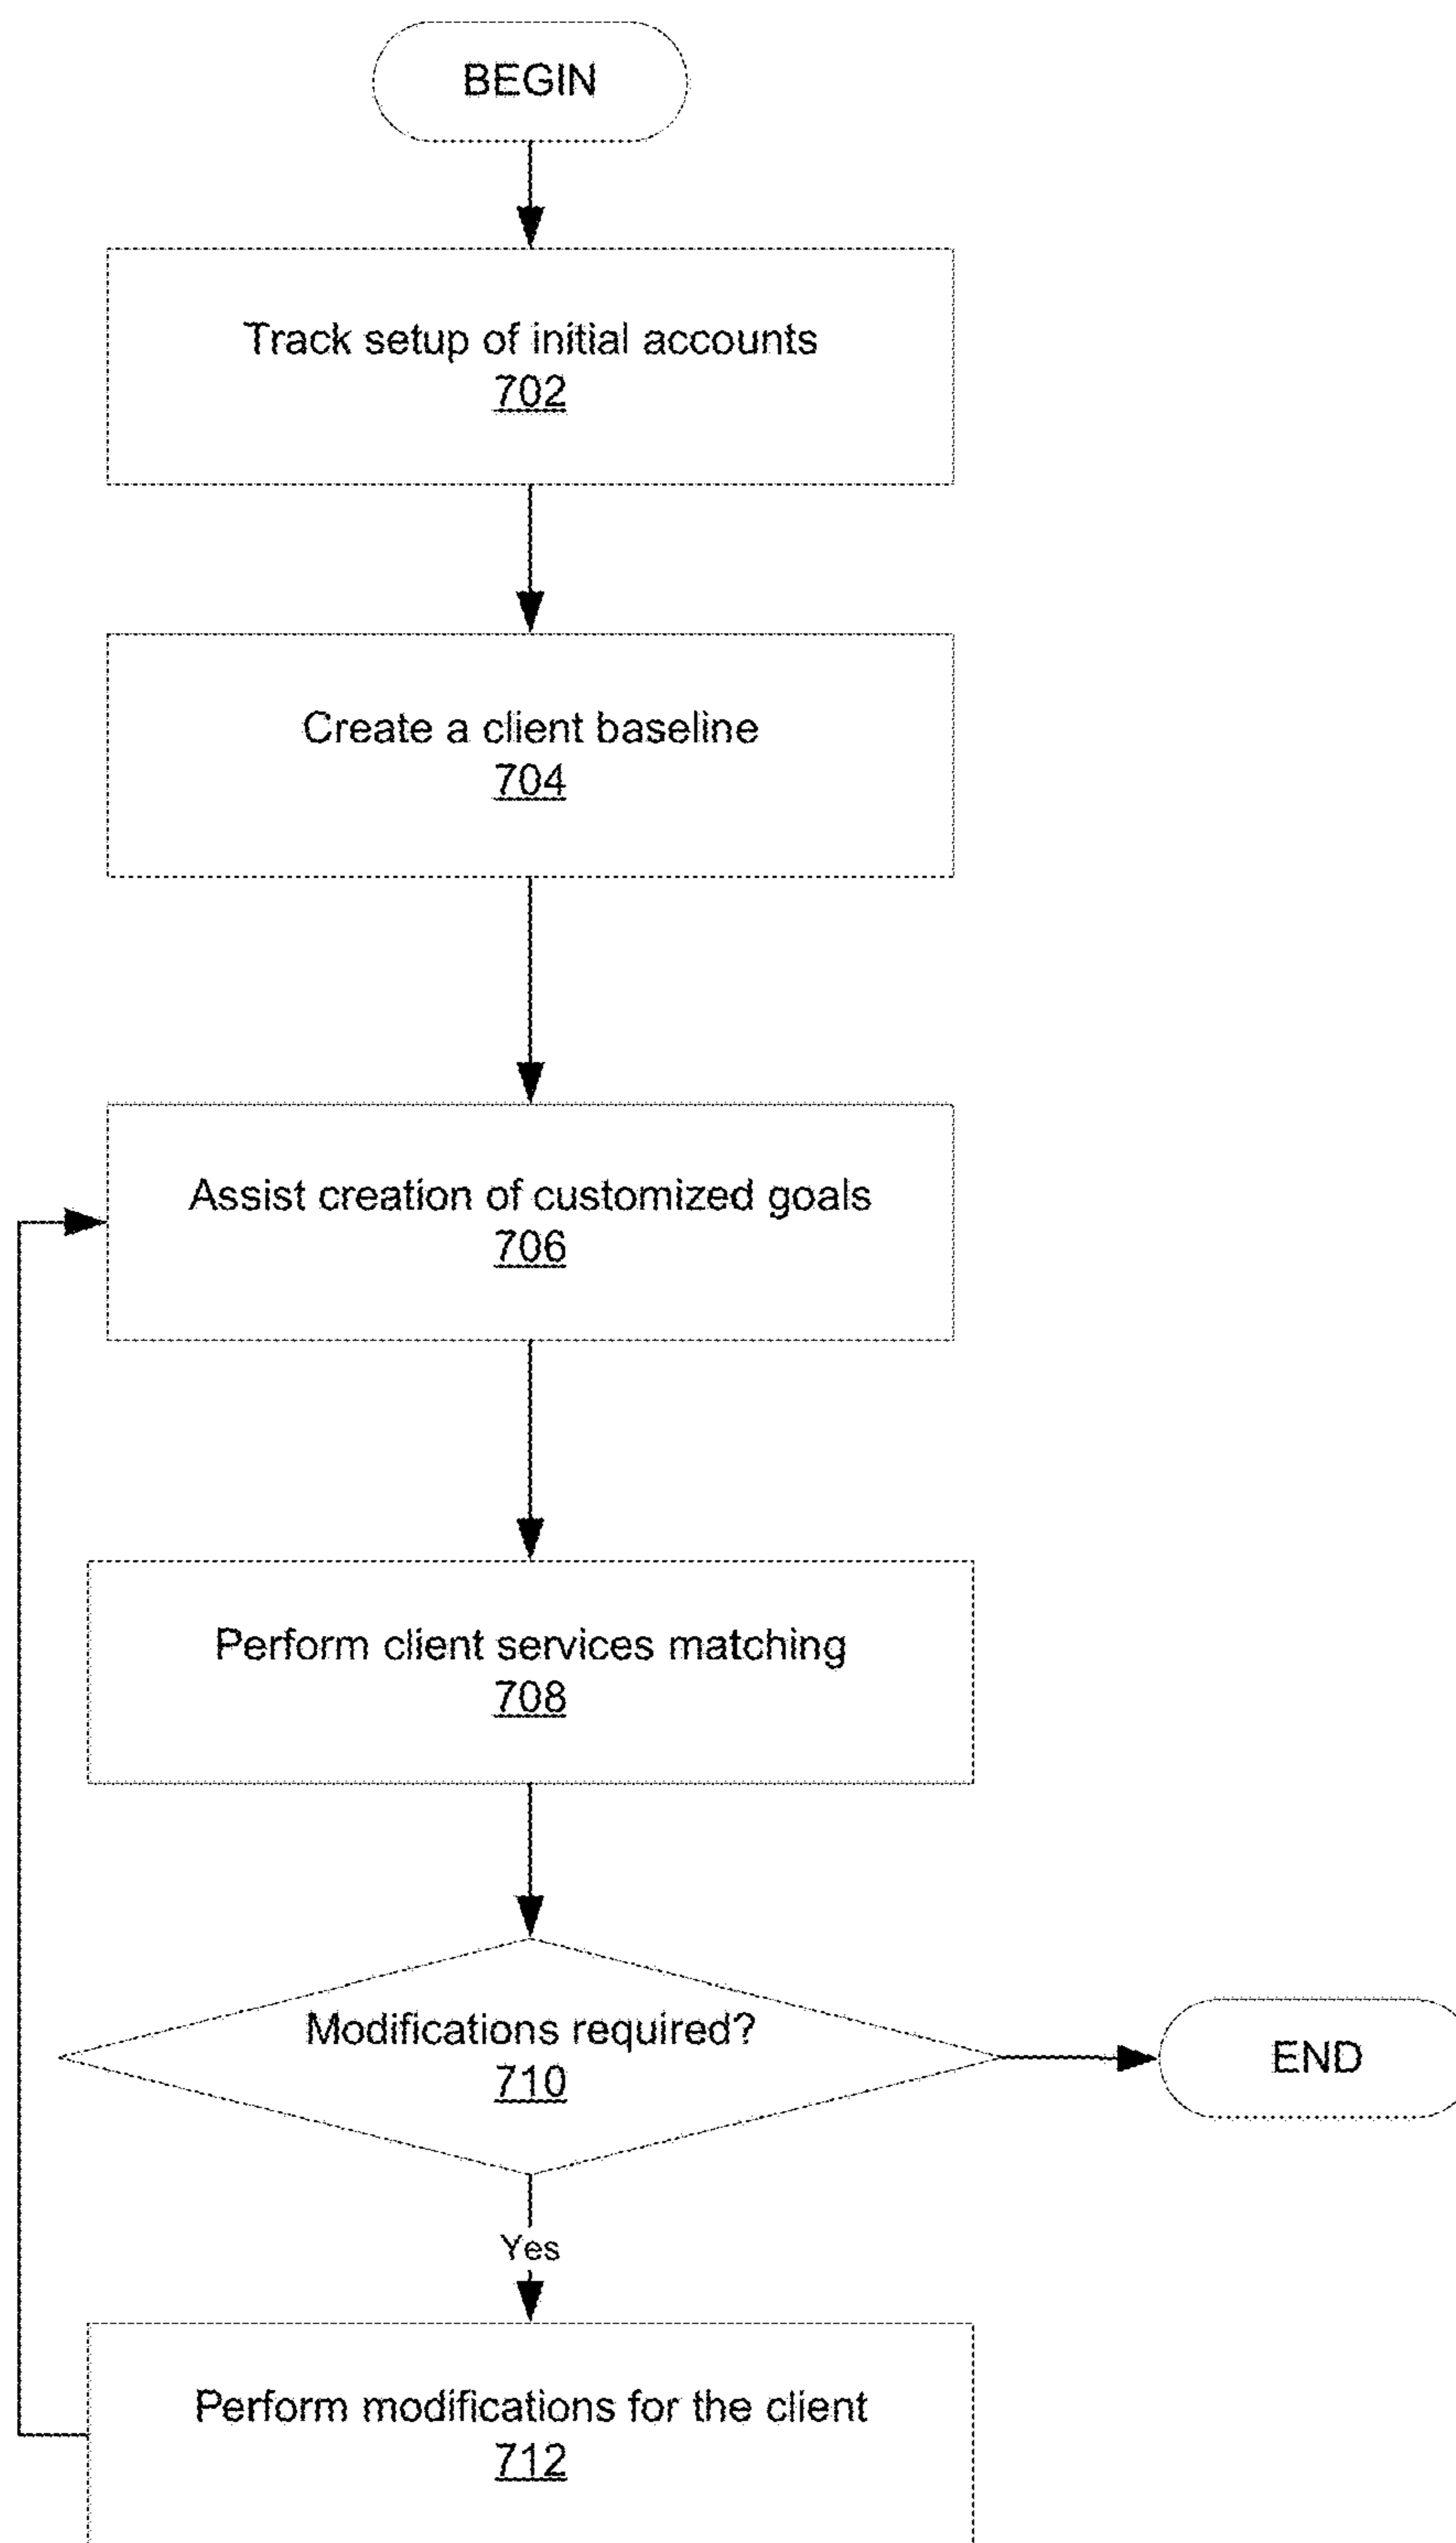 BEGIN
Track setup of initial accounts
702
Create a client baseline
704
Assist creation of customized goals
706
Perform client services matching
708
Modifications required?
710
END
Yes
Perform modifications for the client
712